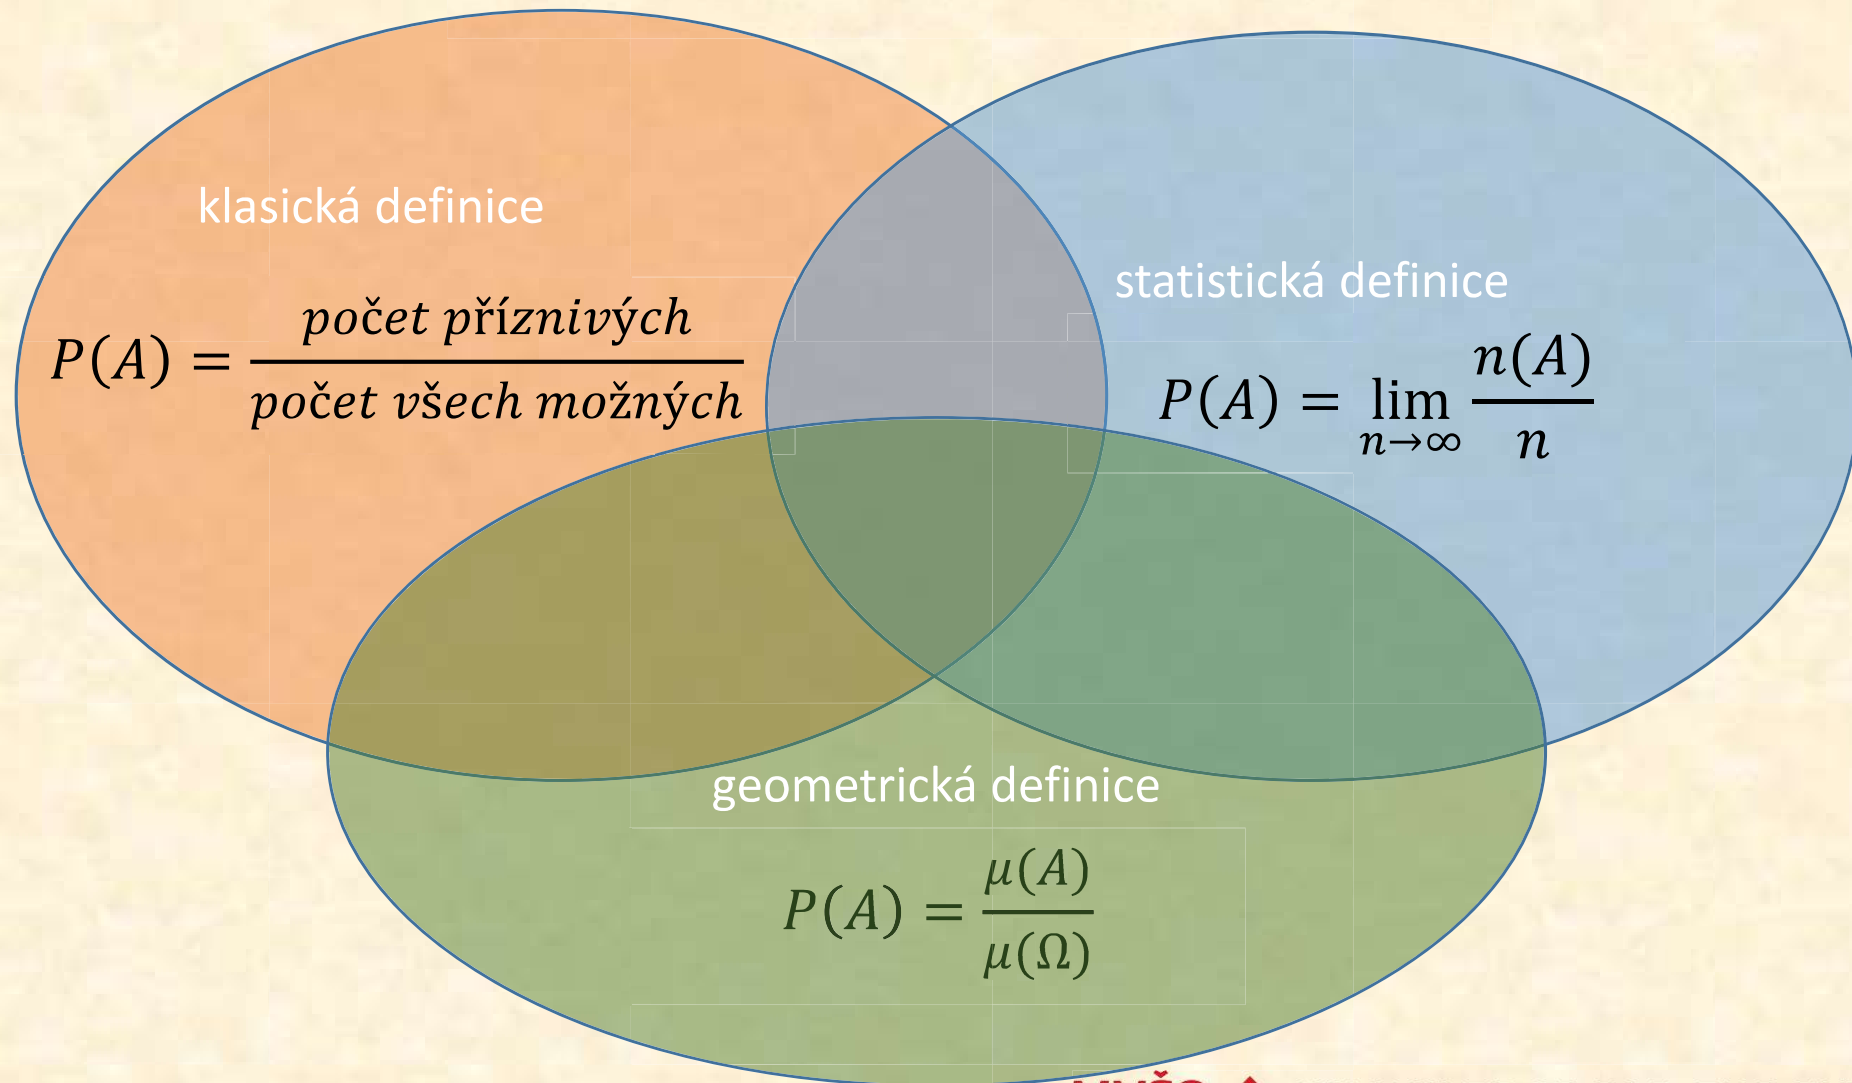 klasická definice
P(A) = počet příznivých / počet všech možných
statistická definice
P(A) = lim n→∞ n(A) / n
geometrická definice
P(A) = μ(A) / μ(Ω)